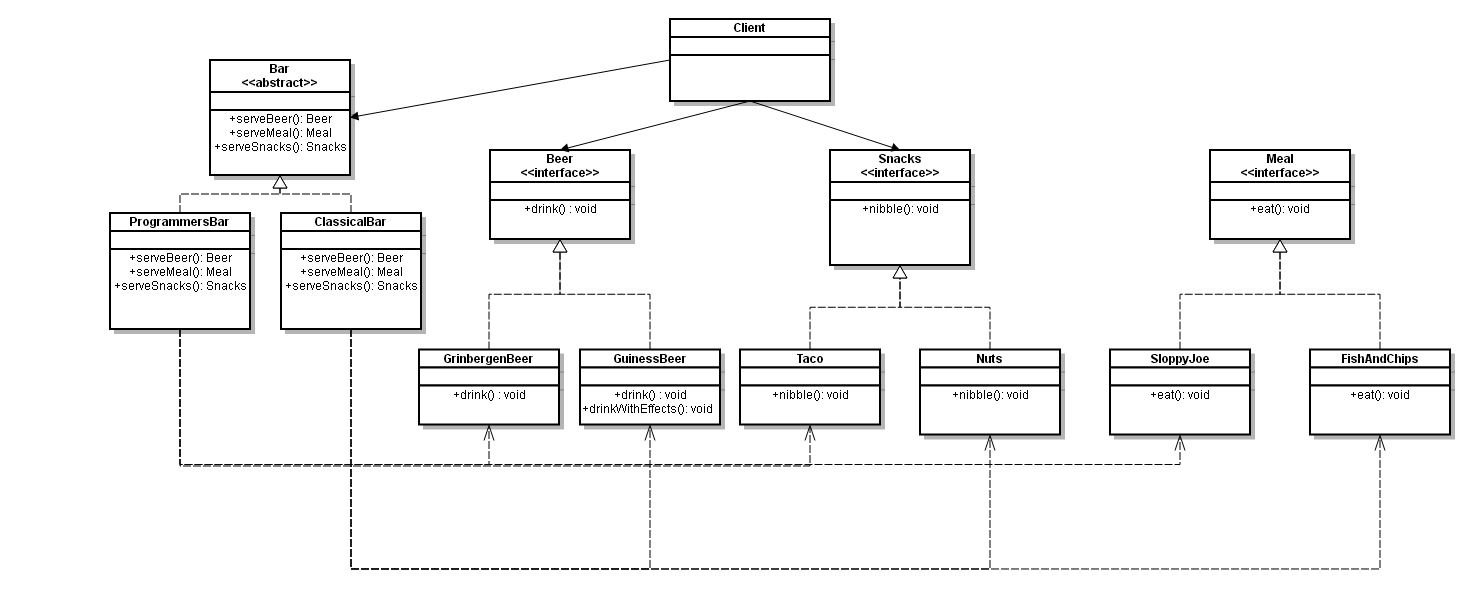 Client
Bar
<<abstract>>
+serveBeer(): Beer
+serveMeal(): Meal
+serveSnacks(): Snacks
Beer
<<interface>>
+drink() : void
Snacks
<<interface>>
+nibble(): void
Meal
<<interface>>
+eat(): void
ProgrammersBar
+serveBeer(): Beer
+serveMeal(): Meal
+serveSnacks(): Snacks
ClassicalBar
+serveBeer(): Beer
+serveMeal(): Meal
+serveSnacks(): Snacks
GrinbergenBeer
+drink() : void
GuinessBeer
+drink() : void
+drinkWithEffects(): void
Taco
+nibble(): void
Nuts
+nibble(): void
SloppyJoe
+eat(): void
FishAndChips
+eat(): void